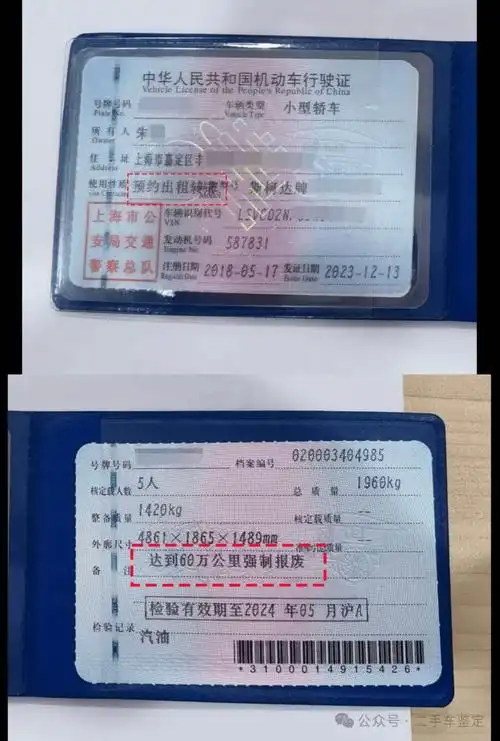 中华人民共和国机动车行驶证
Vehicle License of the People's Republic of China
号牌号码 车辆类型 小型轿车
Plate No. Vehicle Type
所有人 朱
Owner
住址 上海市嘉定区丰
Address
使用性质 预约出租 斯柯达牌
Use Character Model
上海市公
安局交通
警察总队
车辆识别代号 LSVCO2N
VIN
发动机号码 587831
Engine No.
注册日期 2018-05-17 发证日期 2023-12-13
Register Date Issue Date
号牌号码 档案编号 020003404985
核定载人数 5人 总质量 1960kg
整备质量 1420kg 核定载质量 --
外廓尺寸 4861×1865×1489mm 准牵引总质量 --
备注 达到60万公里强制报废
检验有效期至2024年05月沪A
检验记录 汽油
*3100014915426*
公众号·二手车鉴定